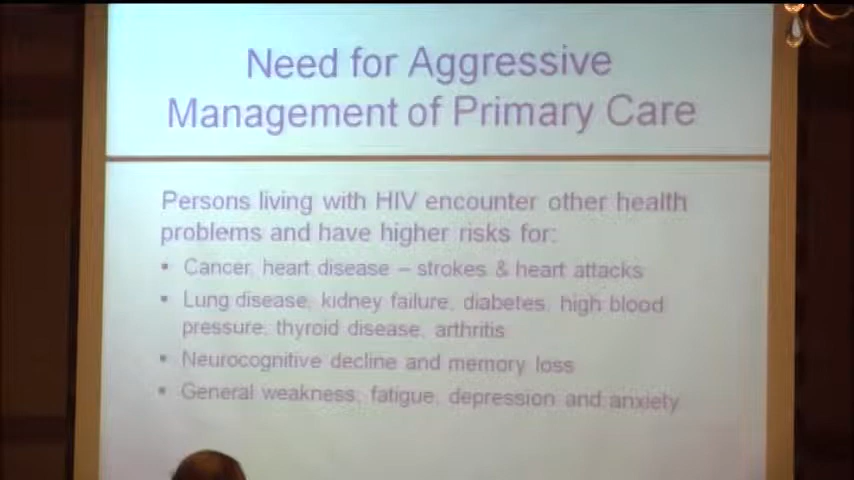 Need for Aggressive
Management of Primary Care
Persons living with HIV encounter other health
problems and have higher risks for:
▪ Cancer, heart disease – strokes & heart attacks
▪ Lung disease, kidney failure, diabetes, high blood
pressure, thyroid disease, arthritis
▪ Neurocognitive decline and memory loss
▪ General weakness, fatigue, depression and anxiety